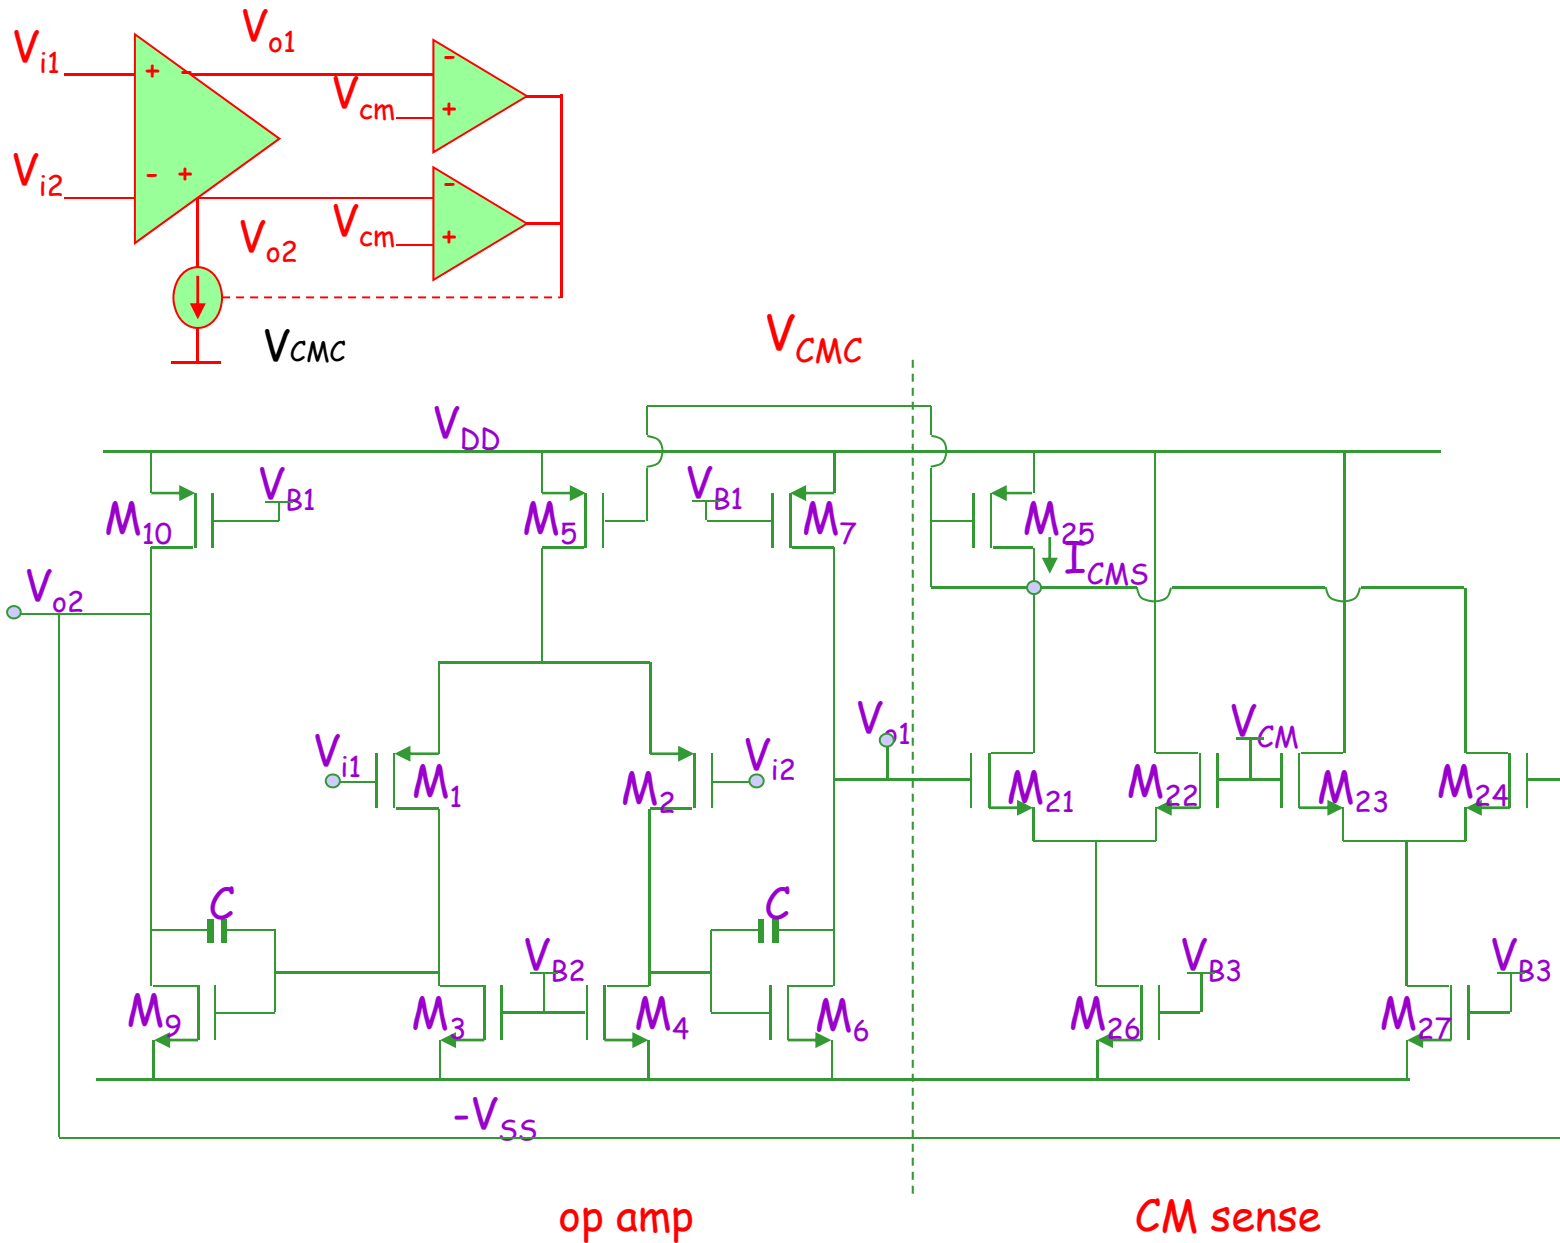 Vo1
Vi1
+ - -
Vcm +
Vi2
- + -
Vcm +
Vo2
VCMC
VCMC
VDD
VB1 VB1
M10 M5 M7 M25
ICMS
Vo2
Vo1 VCM
Vi1 Vi2
M1 M2 M21 M22 M23 M24
C C
VB2 VB3 VB3
M9 M3 M4 M6 M26 M27
-VSS
op amp CM sense